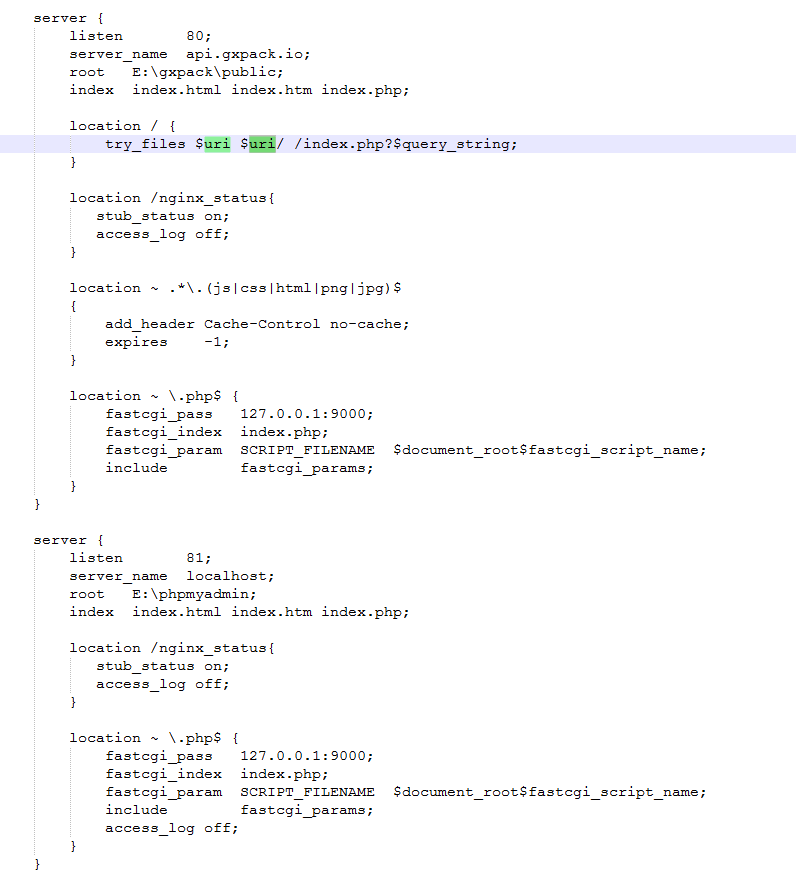 server {
listen 80;
server_name api.gxpack.io;
root E:\gxpack\public;
index index.html index.htm index.php;
location / {
try_files $uri $uri/ /index.php?$query_string;
}
location /nginx_status{
stub_status on;
access_log off;
}
location ~ .*\.(js|css|html|png|jpg)$
{
add_header Cache-Control no-cache;
expires -1;
}
location ~ \.php$ {
fastcgi_pass 127.0.0.1:9000;
fastcgi_index index.php;
fastcgi_param SCRIPT_FILENAME $document_root$fastcgi_script_name;
include fastcgi_params;
}
}
server {
listen 81;
server_name localhost;
root E:\phpmyadmin;
index index.html index.htm index.php;
location /nginx_status{
stub_status on;
access_log off;
}
location ~ \.php$ {
fastcgi_pass 127.0.0.1:9000;
fastcgi_index index.php;
fastcgi_param SCRIPT_FILENAME $document_root$fastcgi_script_name;
include fastcgi_params;
access_log off;
}
}